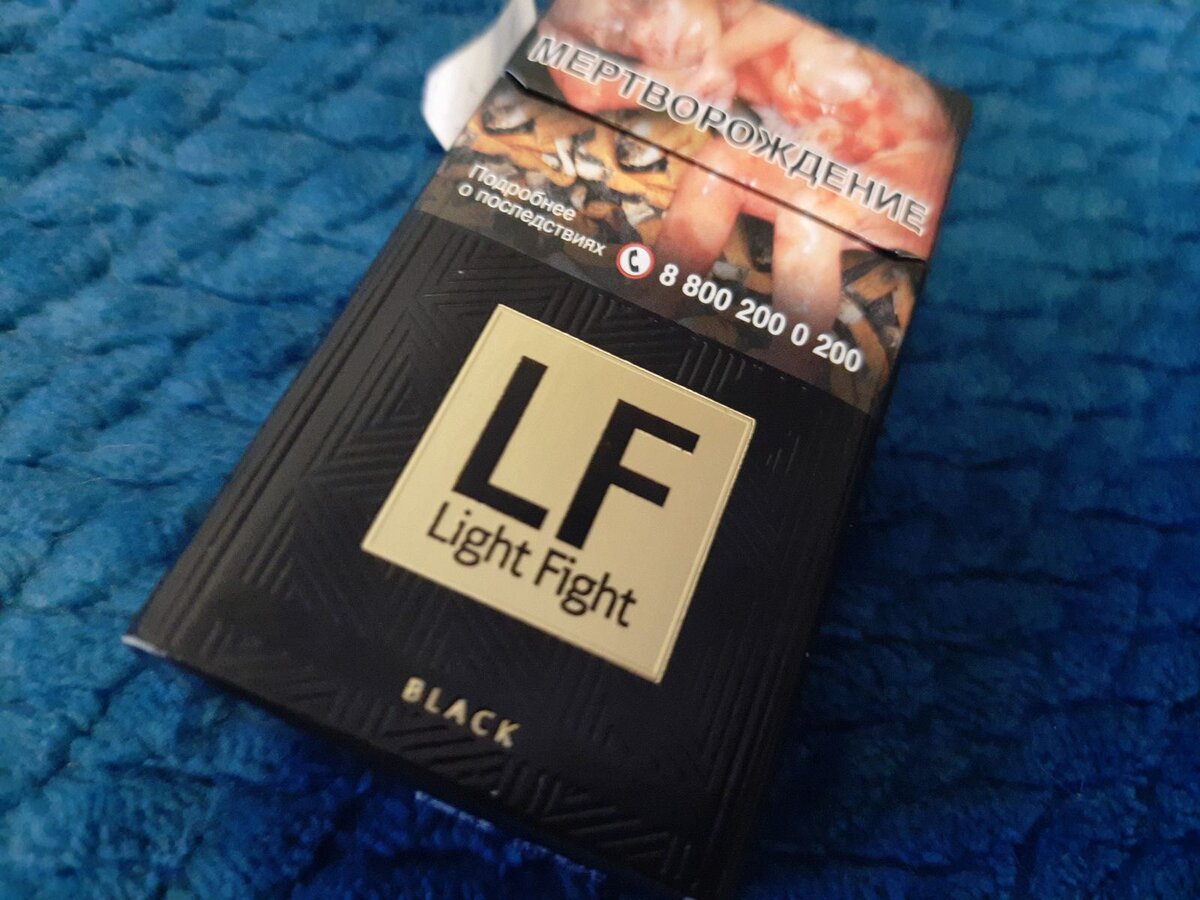 МЕРТВОРОЖДЕНИЕ
Подробнее
о последствиях
8 800 200 0 200
LF
Light Fight
BLACK